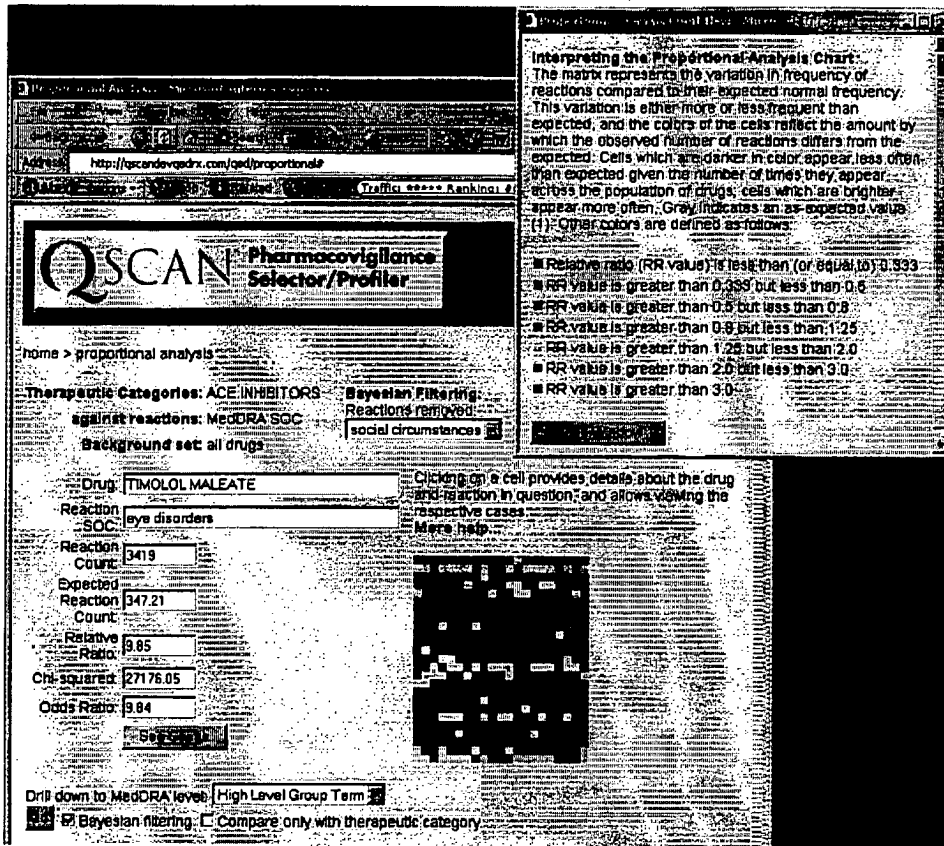 Interpreting the Proportional Analysis Chart:
The matrix represents the variation in frequency of
reactions compared to their expected normal frequency.
This variation is either more or less frequent than
expected, and the colors of the cells reflect the amount by
which the observed number of reactions differs from the
expected. Cells which are darker in color appear less often
than expected given the number of times they appear
across the population of drugs, cells which are brighter
appear more often. Gray indicates an as-expected value
(1). Other colors are defined as follows:
Relative ratio (RR value) is less than (or equal to) 0.333
RR value is greater than 0.333 but less than 0.5
RR value is greater than 0.5 but less than 0.8
RR value is greater than 0.8 but less than 1.25
RR value is greater than 1.25 but less than 2.0
RR value is greater than 2.0 but less than 3.0
RR value is greater than 3.0
Address http://qscandevqedrx.com/qed/proportional#
Traffic: Ranking:
QSCAN Pharmacovigilance
Selector/Profiler
home > proportional analysis
Therapeutic Categories: ACE INHIBITORS
against reactions: MedDRA SOC
Background set: all drugs
Bayesian Filtering:
Reactions removed:
social circumstances
Drug: TIMOLOL MALEATE
Reaction
SOC: eye disorders
Reaction
Count: 3419
Expected
Reaction
Count: 347.21
Relative
Ratio: 9.85
Chi-squared: 27176.05
Odds Ratio: 9.84
Clicking on a cell provides details about the drug
and reaction in question, and allows viewing the
respective cases.
More help...
Drill down to MedDRA level: High Level Group Term
Bayesian filtering Compare only with therapeutic category